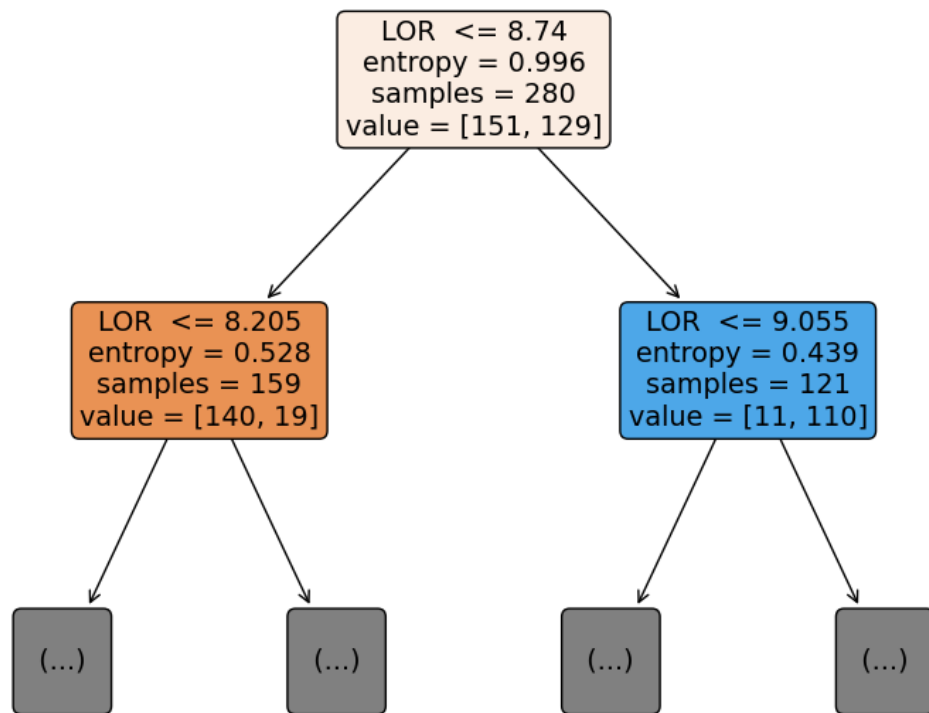 LOR  <= 8.74
entropy = 0.996
samples = 280
value = [151, 129]
LOR  <= 8.205
entropy = 0.528
samples = 159
value = [140, 19]
LOR  <= 9.055
entropy = 0.439
samples = 121
value = [11, 110]
(...)
(...)
(...)
(...)